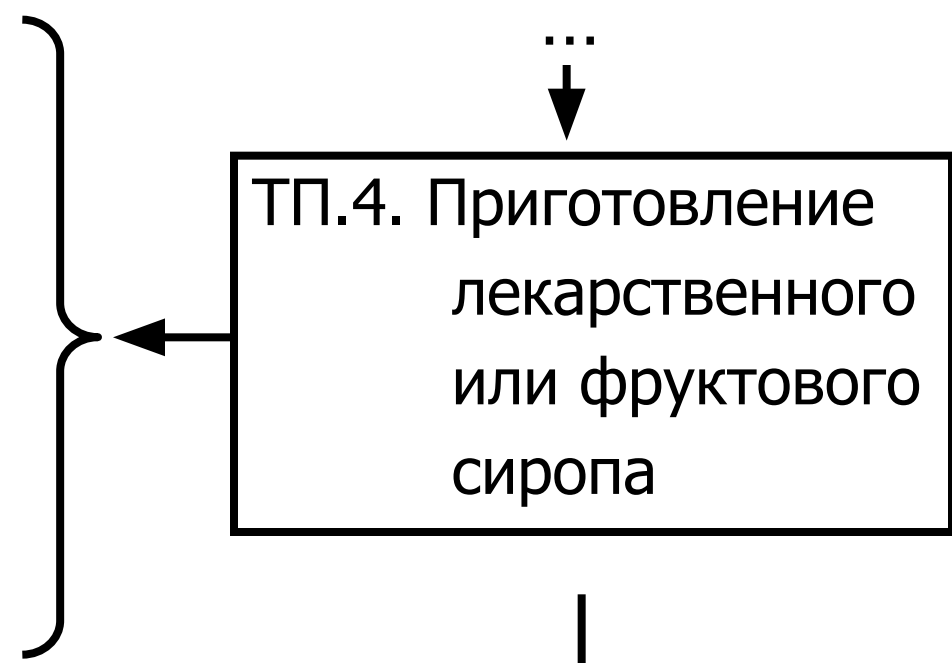 ...
ТП.4. Приготовление
лекарственного
или фруктового
сиропа